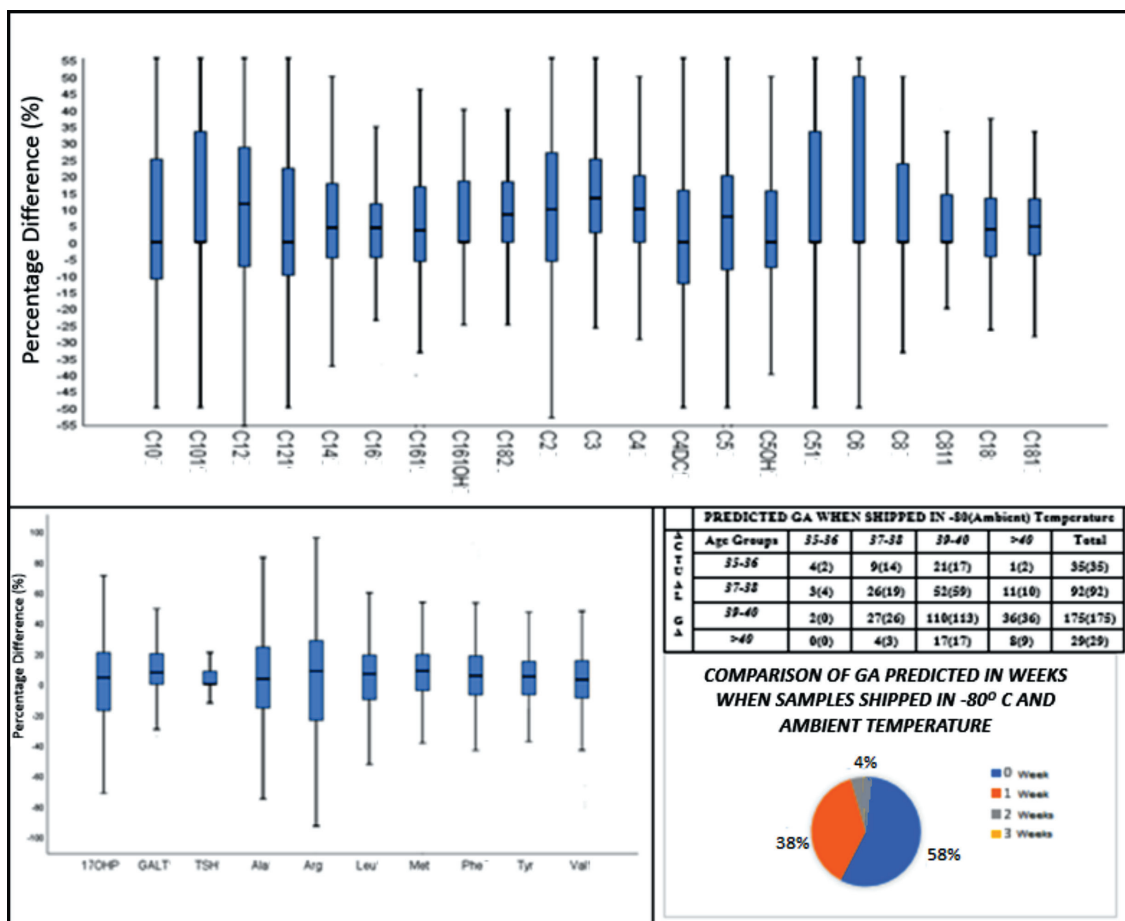 Percentage Difference (%)
55
50
45
40
35
30
25
20
15
10
5
0
-5
-10
-15
-20
-25
-30
-35
-40
-45
-50
-55
C10 C101 C12 C121 C14 C16 C161 C161OH C182 C2 C3 C4 C4DC C5 C5OH C51 C6 C8 C811 C18 C181
Percentage Difference (%)
100
80
60
40
20
0
-20
-40
-60
-80
-100
17OHP GALT TSH Ala Arg Leu Met Phe Tyr Val
PREDICTED GA WHEN SHIPPED IN -80(Ambient) Temperature
ACTUAL GA
Age Groups 35-36 37-38 39-40 >40 Total
35-36 4(2) 9(14) 21(17) 1(2) 35(35)
37-38 3(4) 26(19) 52(59) 11(10) 92(92)
39-40 2(0) 27(26) 110(113) 36(36) 175(175)
>40 0(0) 4(3) 17(17) 8(9) 29(29)
COMPARISON OF GA PREDICTED IN WEEKS
WHEN SAMPLES SHIPPED IN -80⁰ C AND
AMBIENT TEMPERATURE
4%
38%
58%
0 Week
1 Week
2 Weeks
3 Weeks